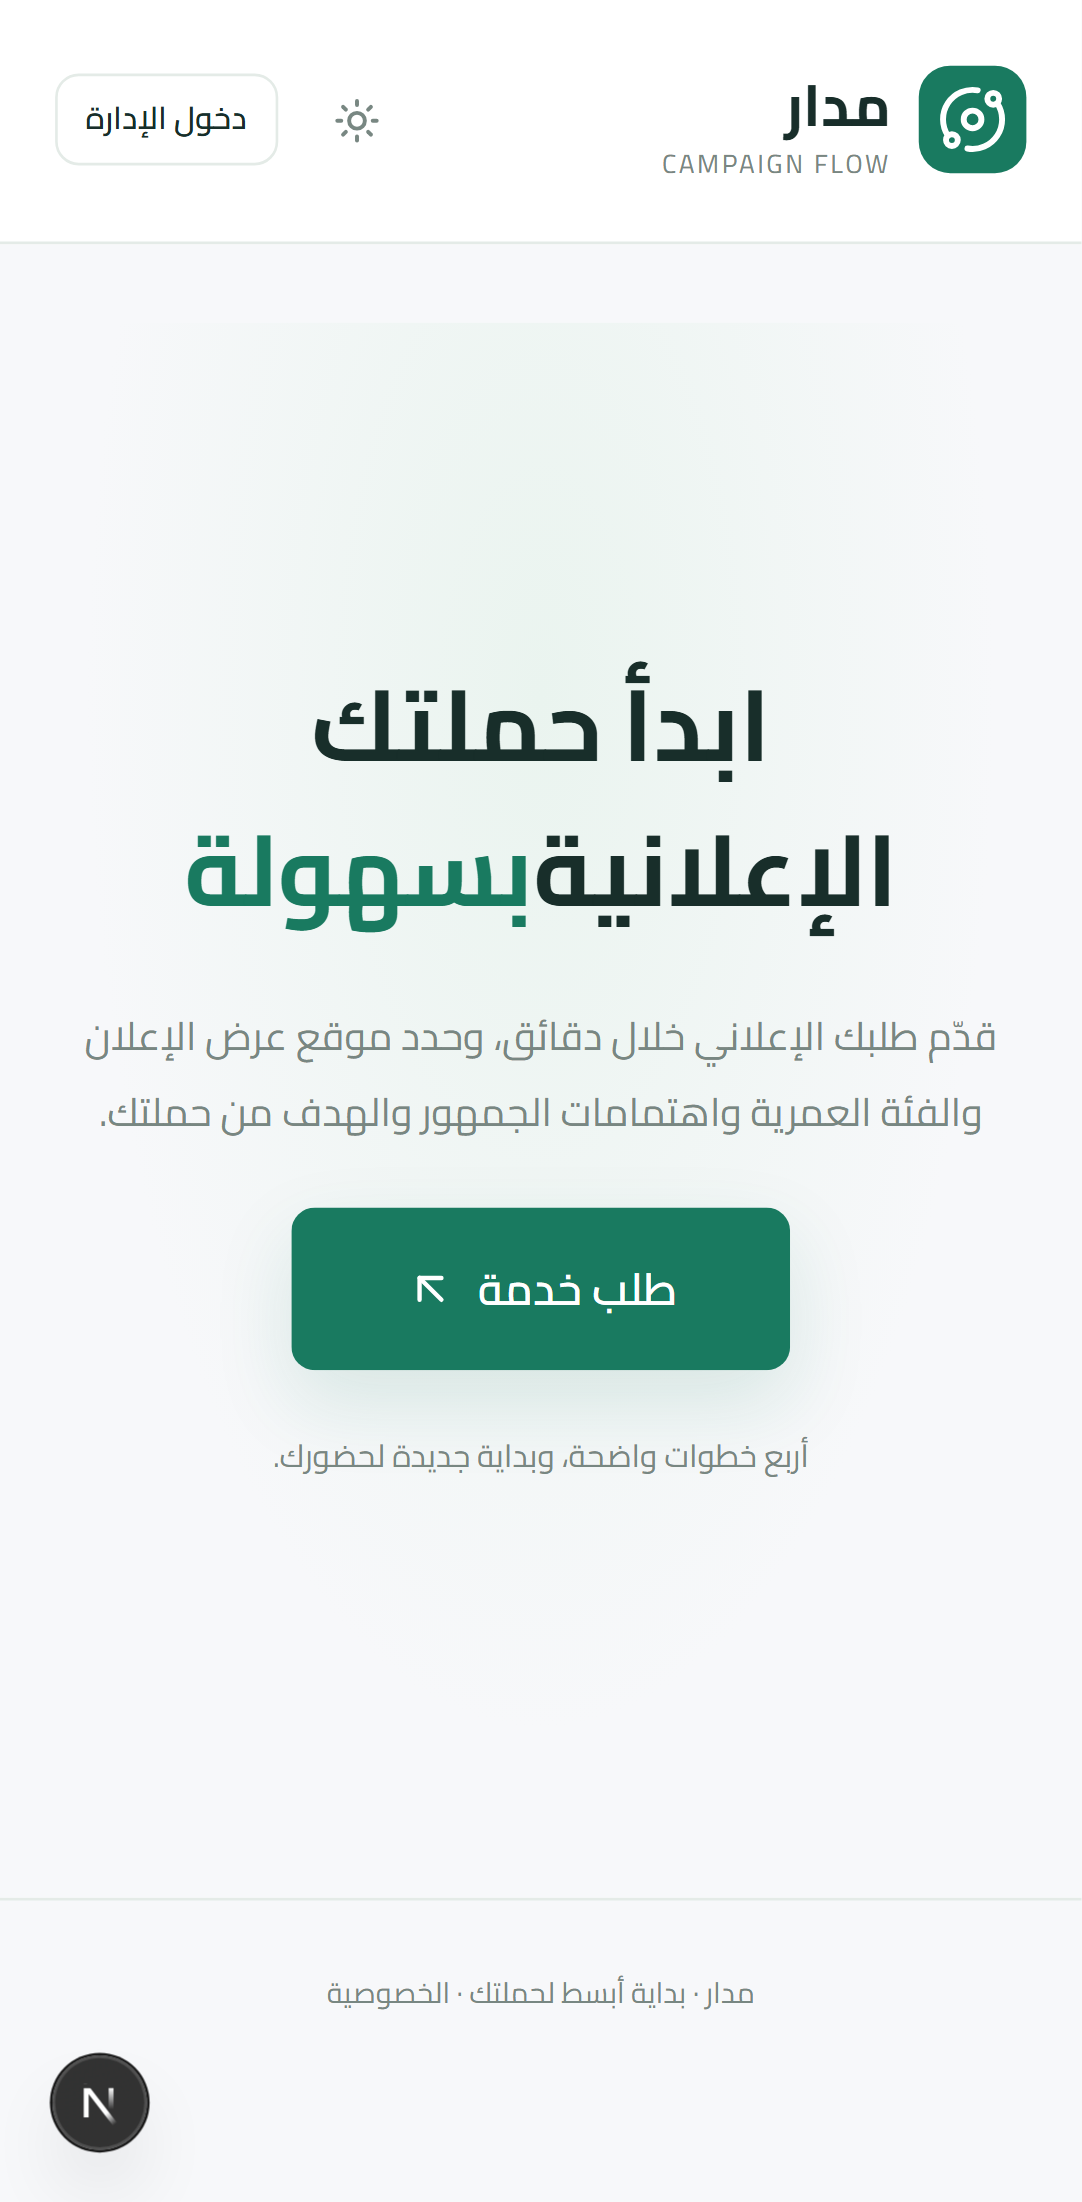 مدار
CAMPAIGN FLOW
دخول الإدارة
ابدأ حملتك
الإعلانيةبسهولة
قدّم طلبك الإعلاني خلال دقائق، وحدد موقع عرض الإعلان
والفئة العمرية واهتمامات الجمهور والهدف من حملتك.
طلب خدمة
أربع خطوات واضحة، وبداية جديدة لحضورك.
مدار · بداية أبسط لحملتك · الخصوصية
N